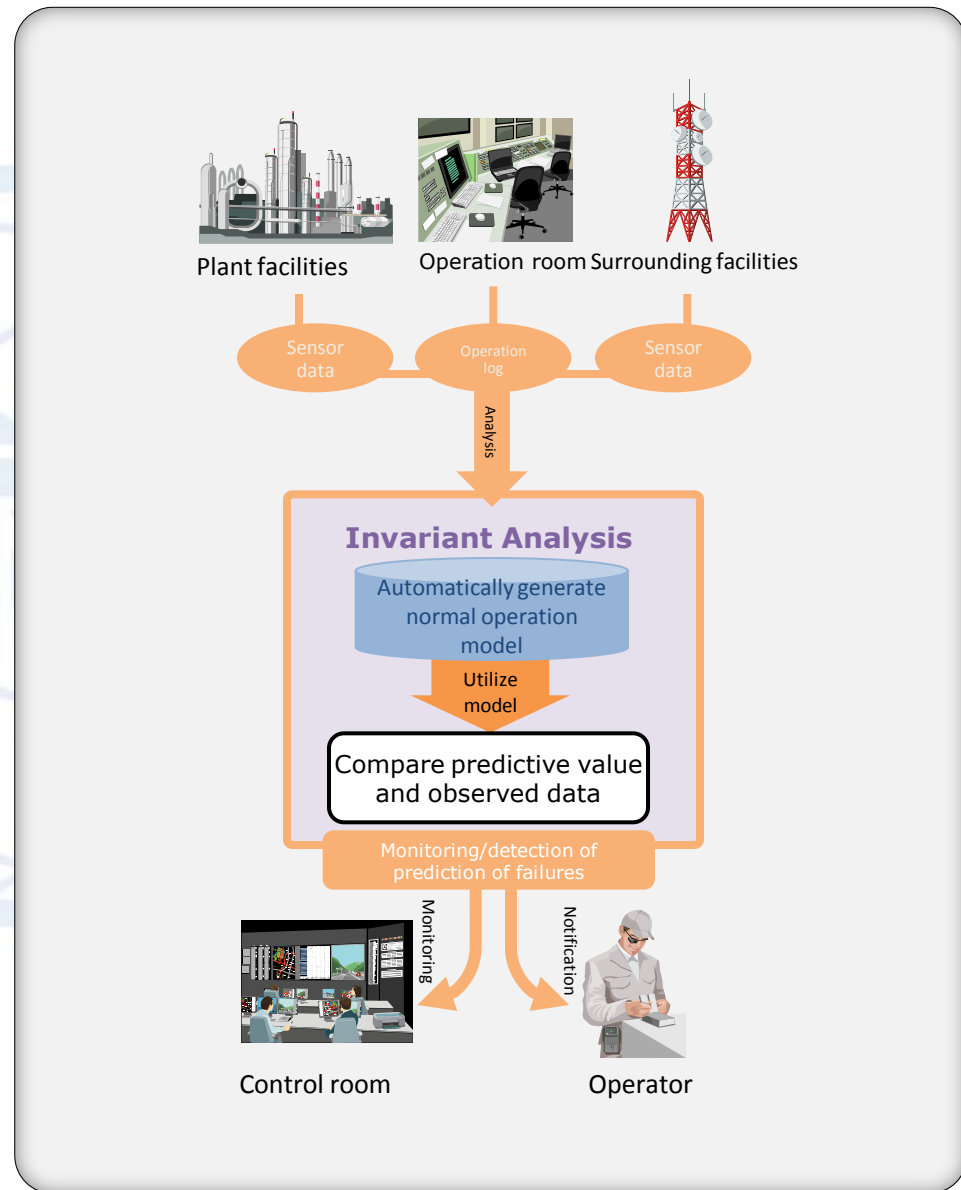 Plant facilities
Operation room
Surrounding facilities
Sensor
data
Operation
log
Sensor
data
Analysis
Invariant Analysis
Automatically generate
normal operation
model
Utilize
model
Compare predictive value
and observed data
Monitoring/detection of
prediction of failures
Monitoring
Notification
Control room
Operator